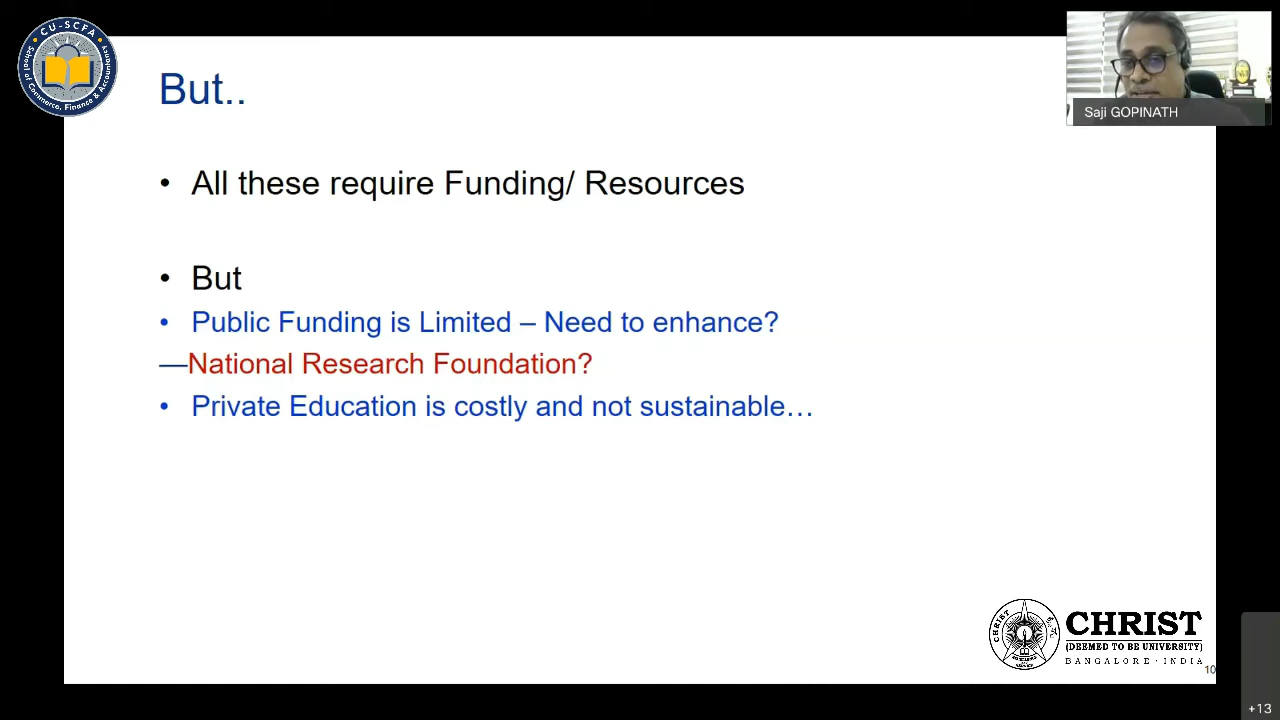 CU-SCFA
School of Commerce, Finance & Accountancy
But..
Saji GOPINATH
• All these require Funding/ Resources
• But
• Public Funding is Limited – Need to enhance?
—National Research Foundation?
• Private Education is costly and not sustainable…
CHRIST
CHRIST
(DEEMED TO BE UNIVERSITY)
BANGALORE · INDIA
10
+13